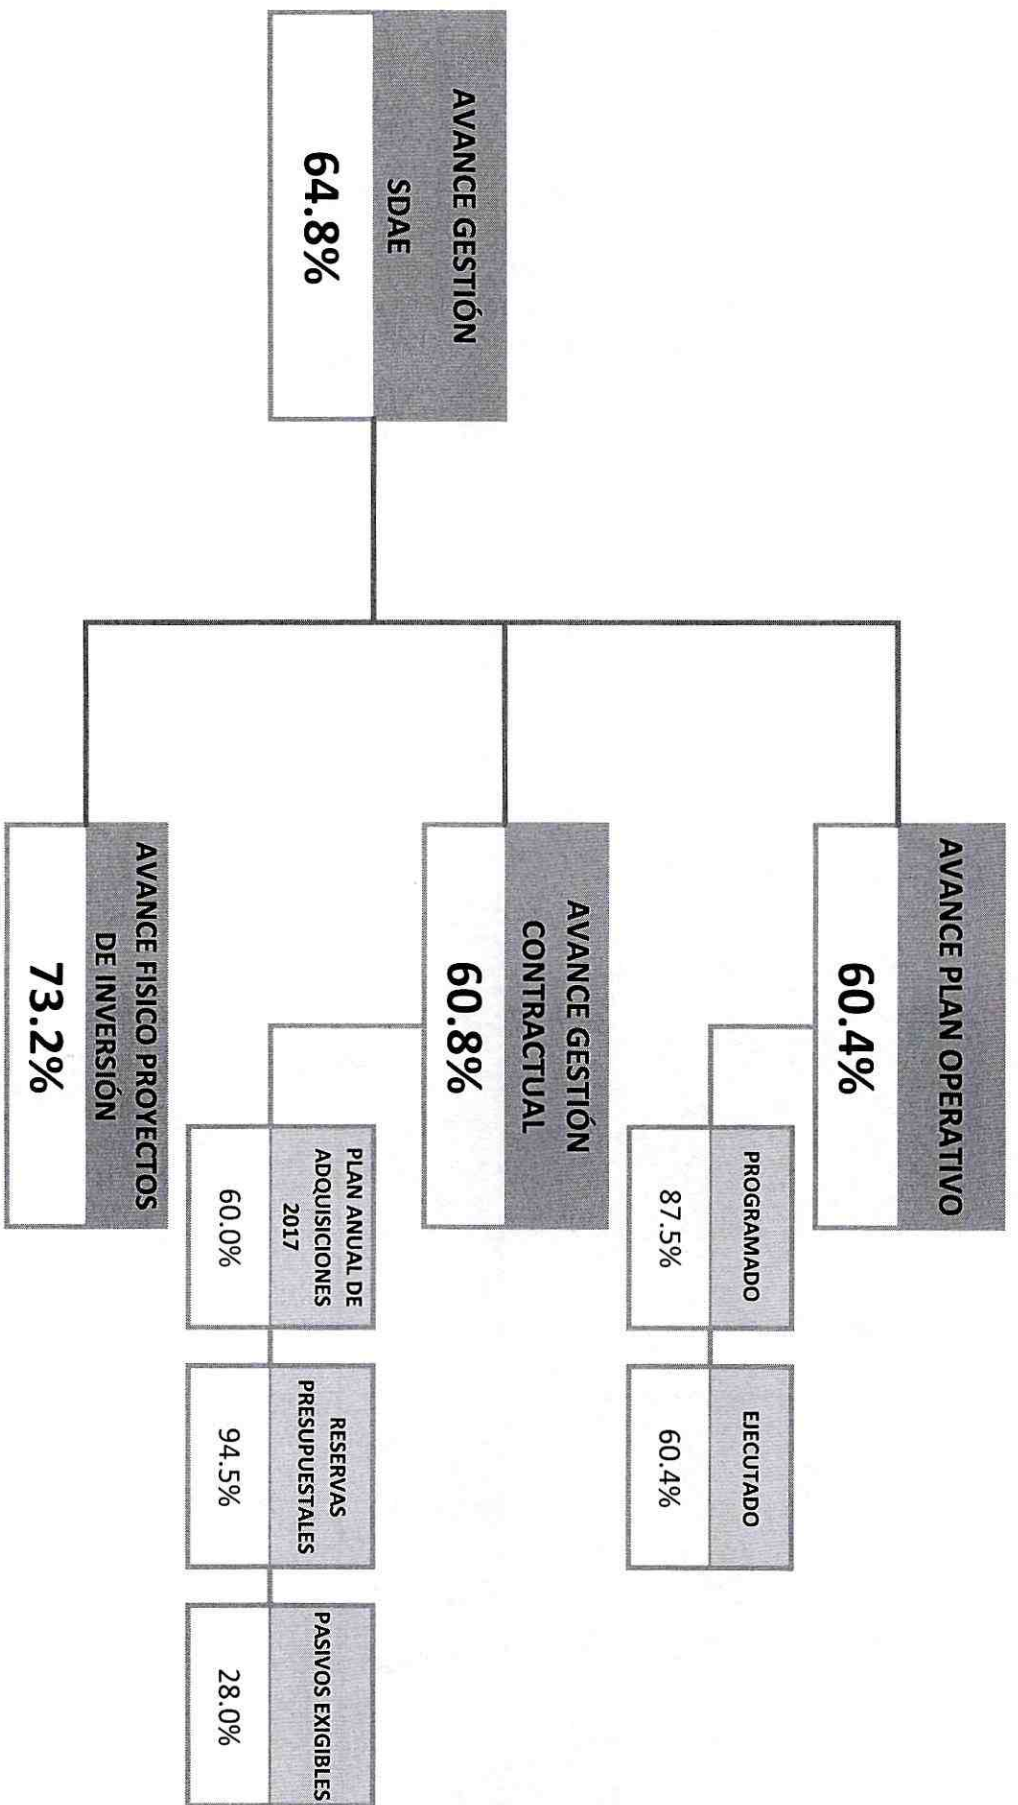 AVANCE GESTIÓN
SDAE
64.8%
AVANCE PLAN OPERATIVO
60.4%
PROGRAMADO
87.5%
EJECUTADO
60.4%
AVANCE GESTIÓN
CONTRACTUAL
60.8%
PLAN ANUAL DE
ADQUISICIONES
2017
60.0%
RESERVAS
PRESUPUESTALES
94.5%
PASIVOS EXIGIBLES
28.0%
AVANCE FISICO PROYECTOS
DE INVERSIÓN
73.2%